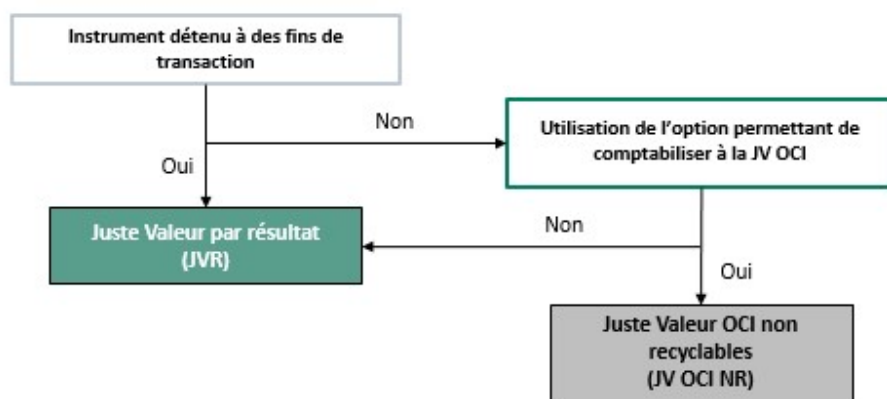 Instrument détenu à des fins de
transaction
Non
Utilisation de l'option permettant de
comptabiliser à la JV OCI
Oui
Juste Valeur par résultat
(JVR)
Non
Oui
Juste Valeur OCI non
recyclables
(JV OCI NR)